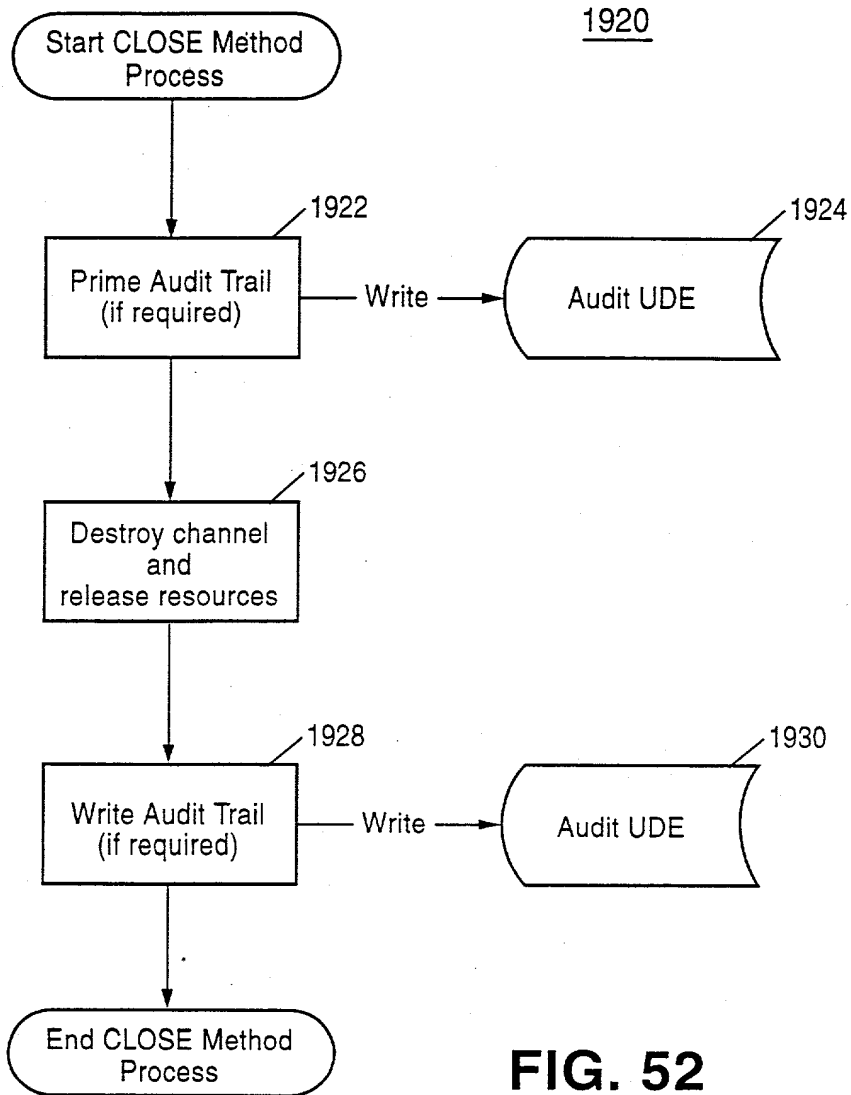 1920
Start CLOSE Method
Process
1922
Prime Audit Trail
(if required)
Write
1924
Audit UDE
1926
Destroy channel
and
release resources
1928
Write Audit Trail
(if required)
Write
1930
Audit UDE
End CLOSE Method
Process
FIG. 52